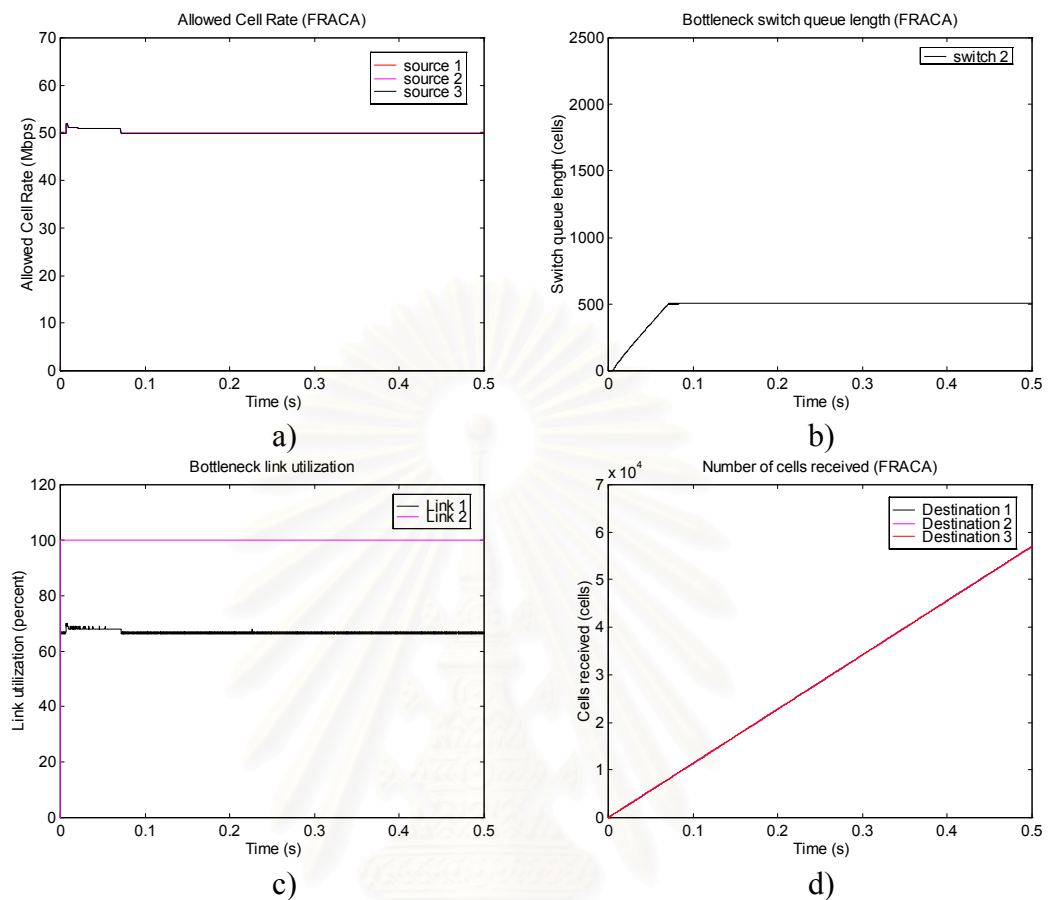 Allowed Cell Rate (FRACA)
70
60
50
40
30
20
10
0
Allowed Cell Rate (Mbps)
source 1
source 2
source 3
0 0.1 0.2 0.3 0.4 0.5
Time (s)
a)
Bottleneck switch queue length (FRACA)
2500
2000
1500
1000
500
0
Switch queue length (cells)
switch 2
0 0.1 0.2 0.3 0.4 0.5
Time (s)
b)
Bottleneck link utilization
120
100
80
60
40
20
0
Link utilization (percent)
Link 1
Link 2
0 0.1 0.2 0.3 0.4 0.5
Time (s)
c)
Number of cells received (FRACA)
x 10^4
7
6
5
4
3
2
1
0
Cells received (cells)
Destination 1
Destination 2
Destination 3
0 0.1 0.2 0.3 0.4 0.5
Time (s)
d)